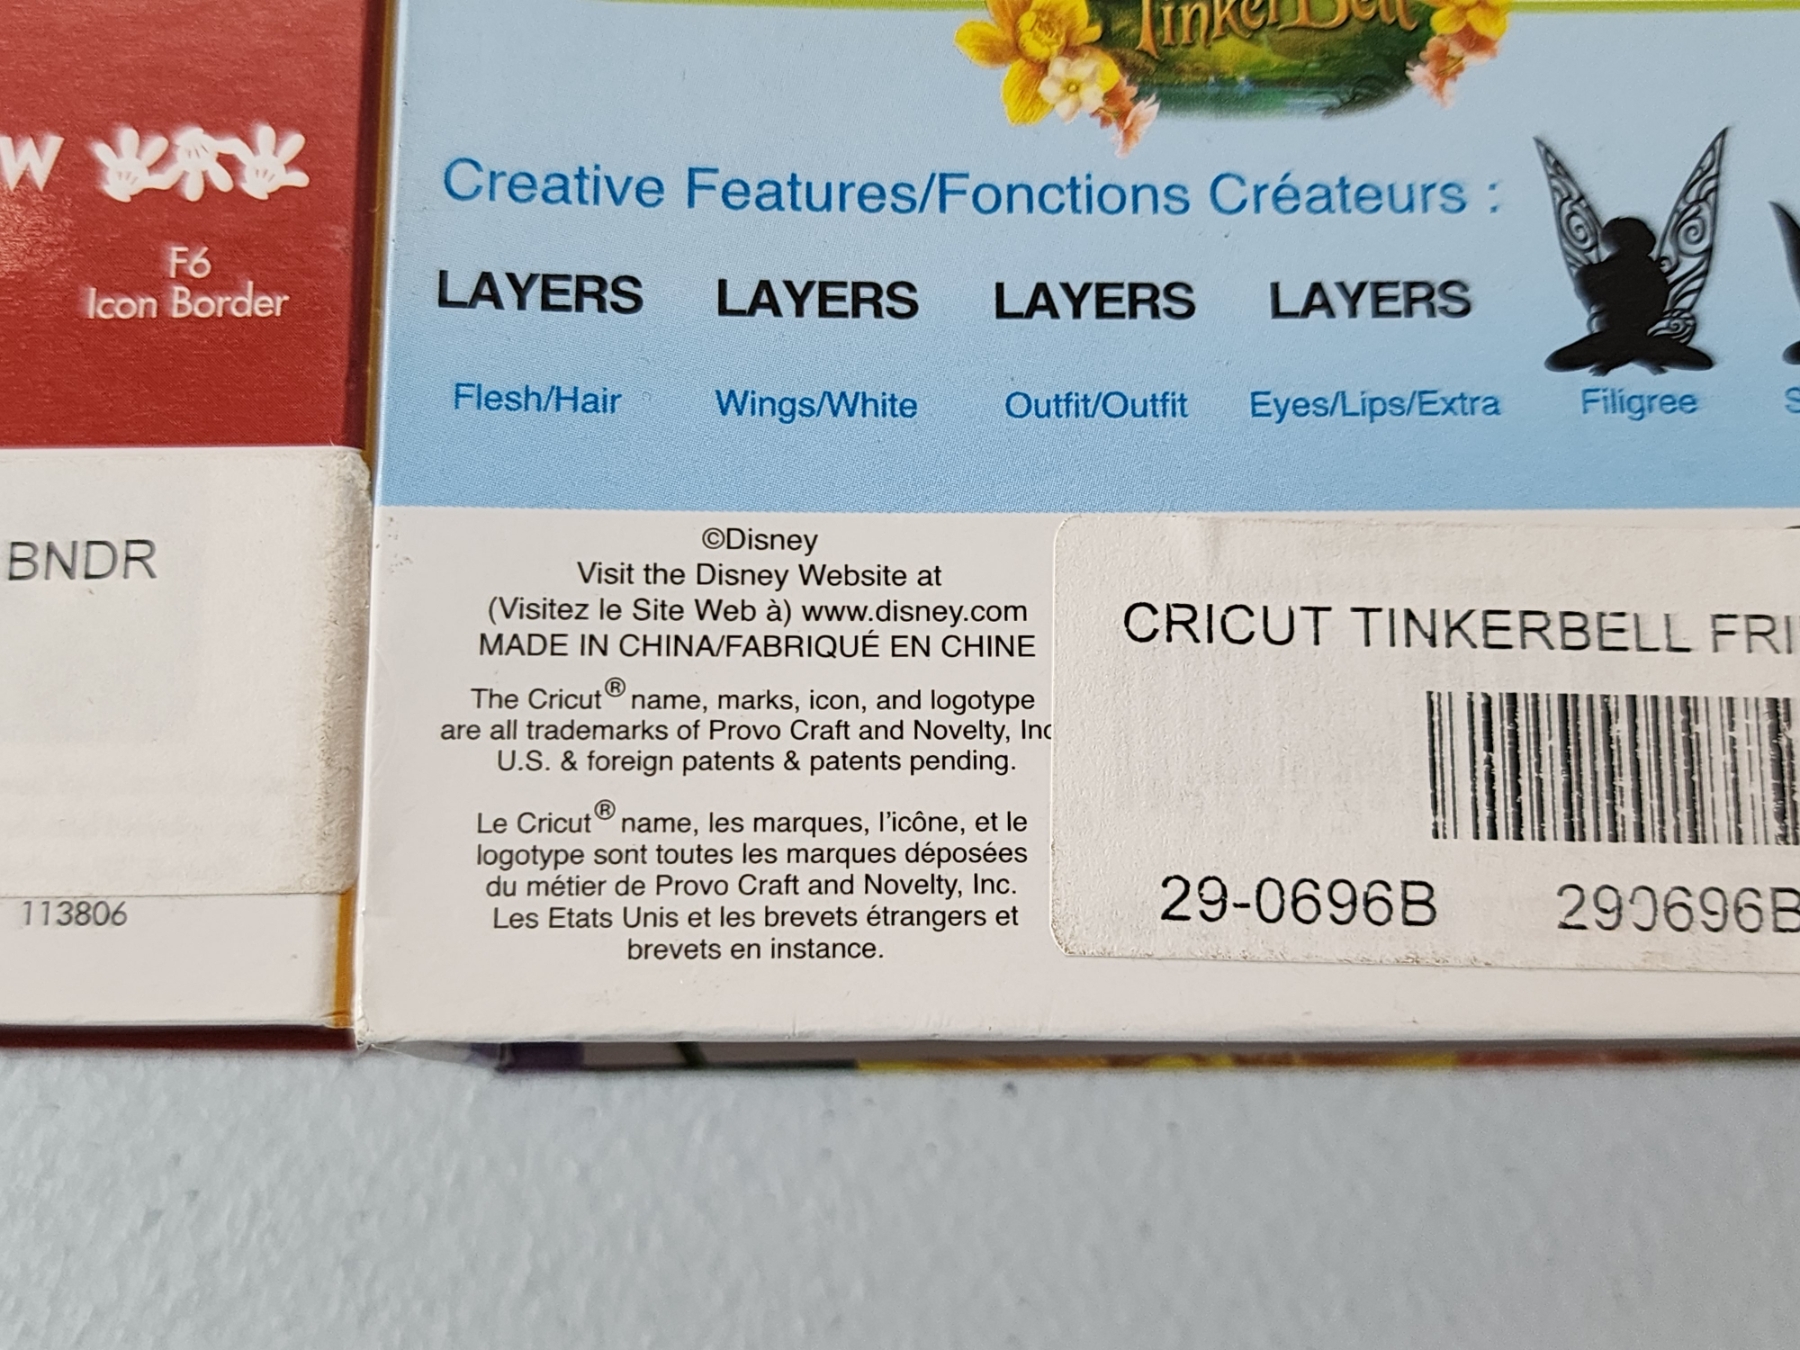 TinkerBell
W
F6
Icon Border
BNDR
113806
Creative Features/Fonctions Créateurs :
LAYERS LAYERS LAYERS LAYERS
Flesh/Hair Wings/White Outfit/Outfit Eyes/Lips/Extra Filigree S
©Disney
Visit the Disney Website at
(Visitez le Site Web à) www.disney.com
MADE IN CHINA/FABRIQUÉ EN CHINE
The Cricut® name, marks, icon, and logotype
are all trademarks of Provo Craft and Novelty, Inc
U.S. & foreign patents & patents pending.
Le Cricut® name, les marques, l'icône, et le
logotype sont toutes les marques déposées
du métier de Provo Craft and Novelty, Inc.
Les Etats Unis et les brevets étrangers et
brevets en instance.
CRICUT TINKERBELL FRI
29-0696B 290696B